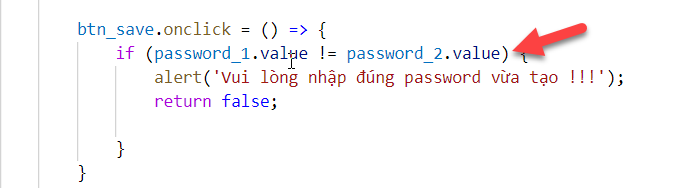 btn_save.onclick = () => {
if (password_1.value != password_2.value) {
alert('Vui lòng nhập đúng password vừa tạo !!!');
return false;
}
}